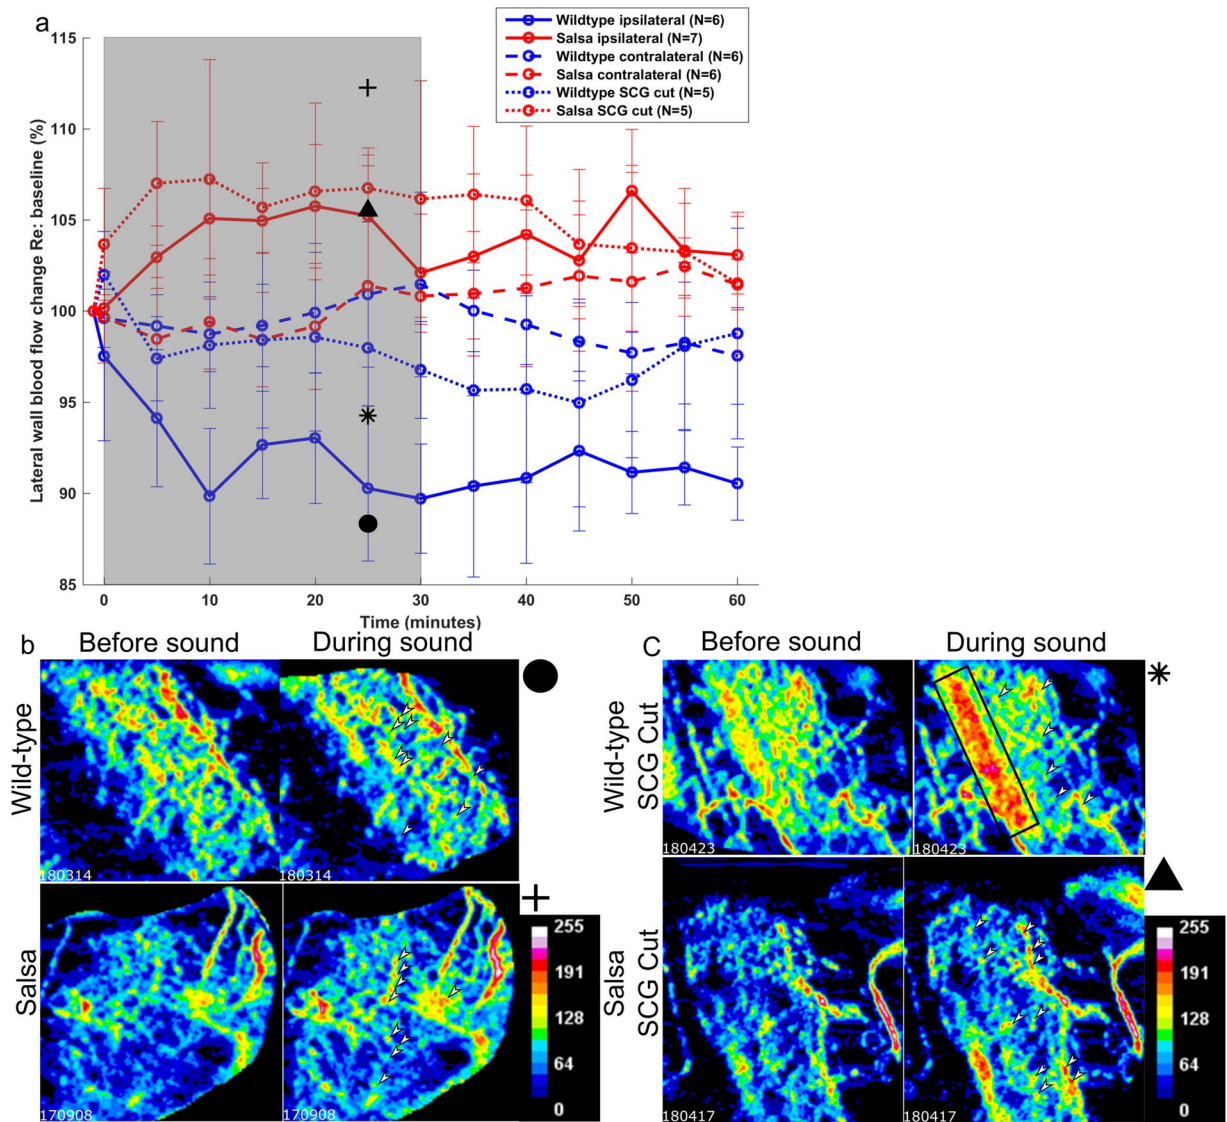 a
Wildtype ipsilateral (N=6)
Salsa ipsilateral (N=7)
Wildtype contralateral (N=6)
Salsa contralateral (N=6)
Wildtype SCG cut (N=5)
Salsa SCG cut (N=5)
Lateral wall blood flow change Re: baseline (%)
115
110
105
100
95
90
85
0 10 20 30 40 50 60
Time (minutes)
b
Before sound During sound
Wild-type
180314 180314
Salsa
255
191
128
64
0
170908 170908
c
Before sound During sound
Wild-type
SCG Cut
180423 180423
Salsa
SCG Cut
255
191
128
64
0
180417 180417